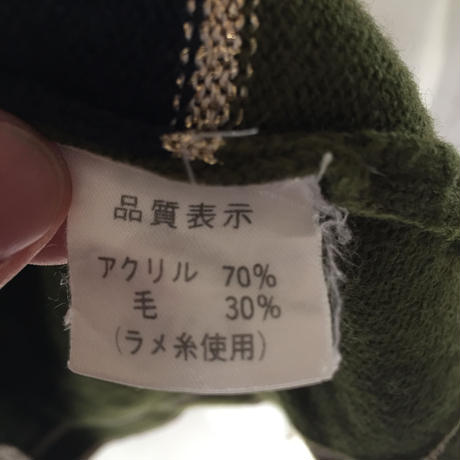 品質表示
アクリル 70%
毛 30%
(ラメ糸使用)